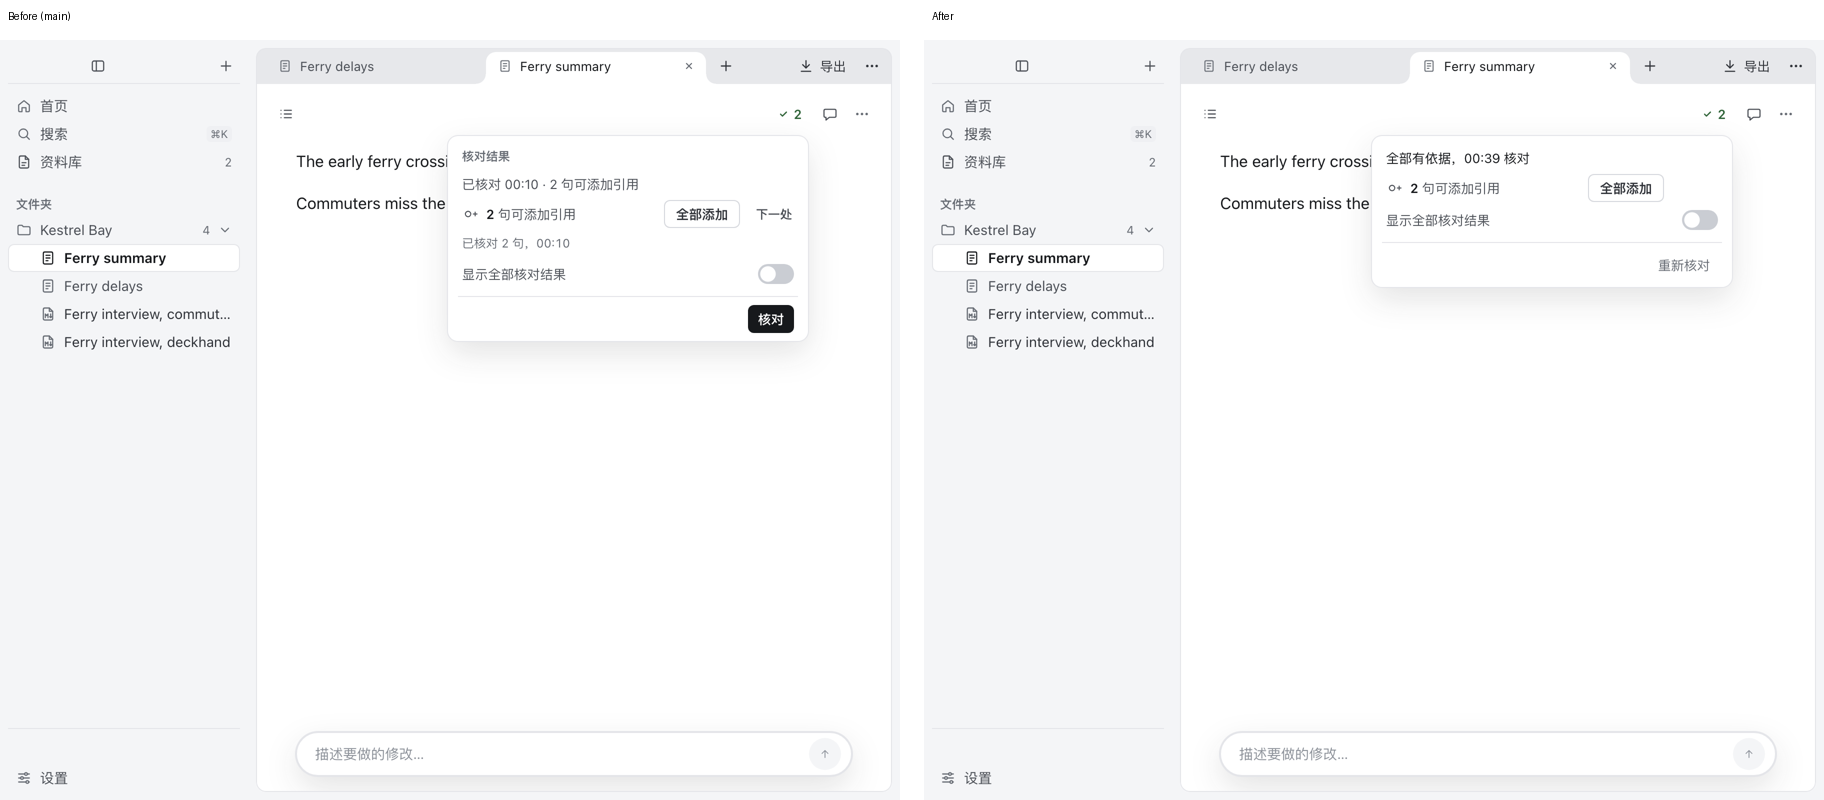 Before (main)
Ferry delays
Ferry summary
导出
首页
搜索
⌘K
资料库
2
文件夹
Kestrel Bay
4
Ferry summary
Ferry delays
Ferry interview, commut...
Ferry interview, deckhand
设置
2
The early ferry crossi
Commuters miss the
核对结果
已核对 00:10 · 2 句可添加引用
2 句可添加引用
全部添加
下一处
已核对 2 句，00:10
显示全部核对结果
核对
描述要做的修改...
After
Ferry delays
Ferry summary
导出
首页
搜索
⌘K
资料库
2
文件夹
Kestrel Bay
4
Ferry summary
Ferry delays
Ferry interview, commut...
Ferry interview, deckhand
设置
2
The early ferry crossi
Commuters miss the
全部有依据，00:39 核对
2 句可添加引用
全部添加
显示全部核对结果
重新核对
描述要做的修改...